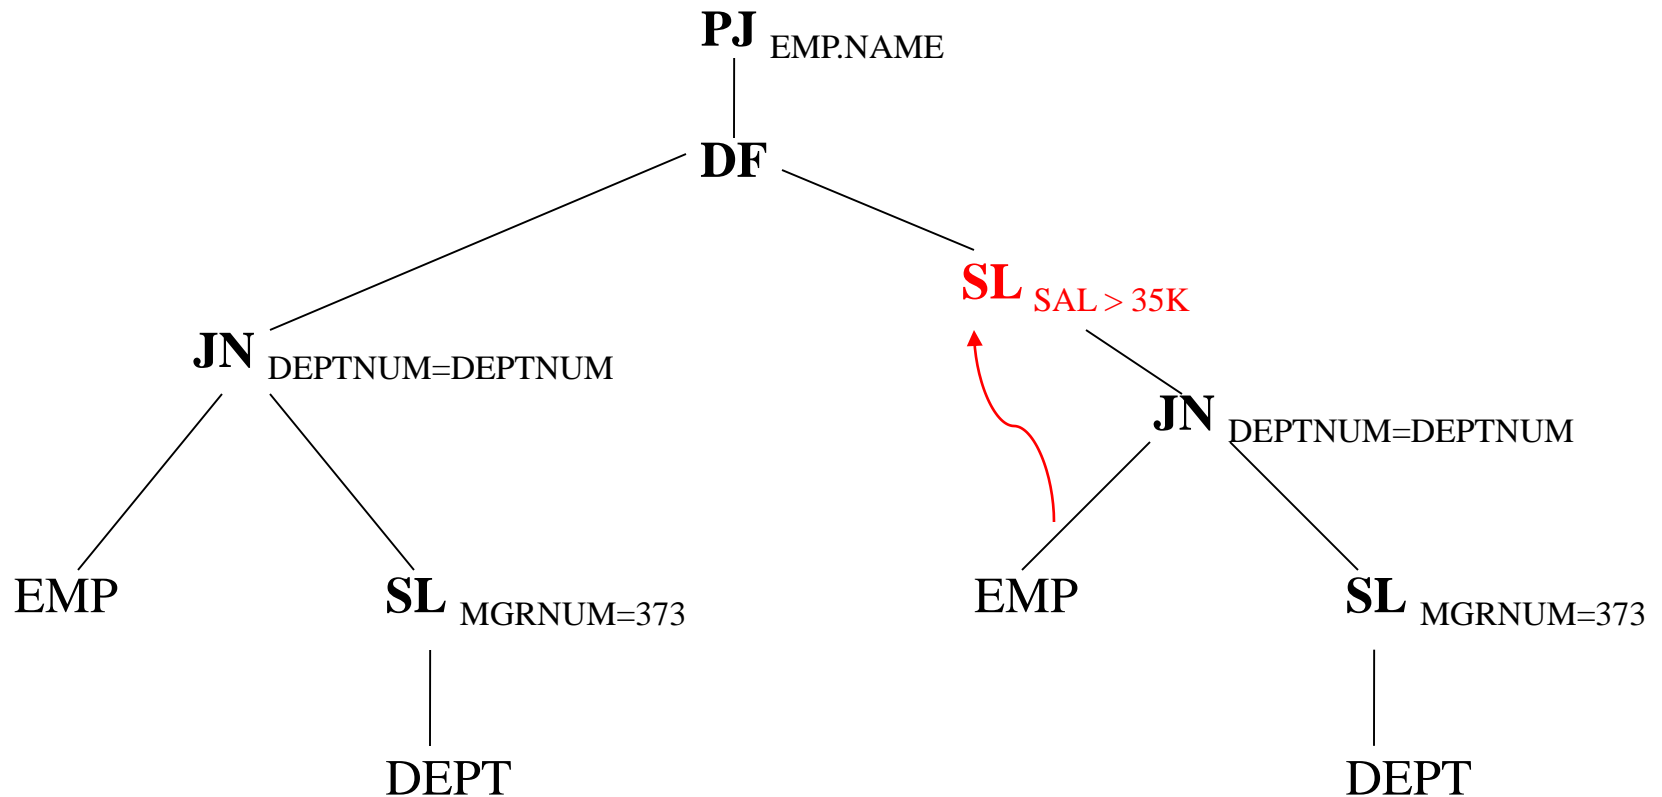 PJ EMP.NAME
DF
SL SAL > 35K
JN DEPTNUM=DEPTNUM
JN DEPTNUM=DEPTNUM
EMP
SL MGRNUM=373
EMP
SL MGRNUM=373
DEPT
DEPT